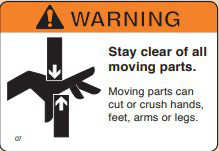 WARNING
Stay clear of all
moving parts.
Moving parts can
cut or crush hands,
feet, arms or legs.
07